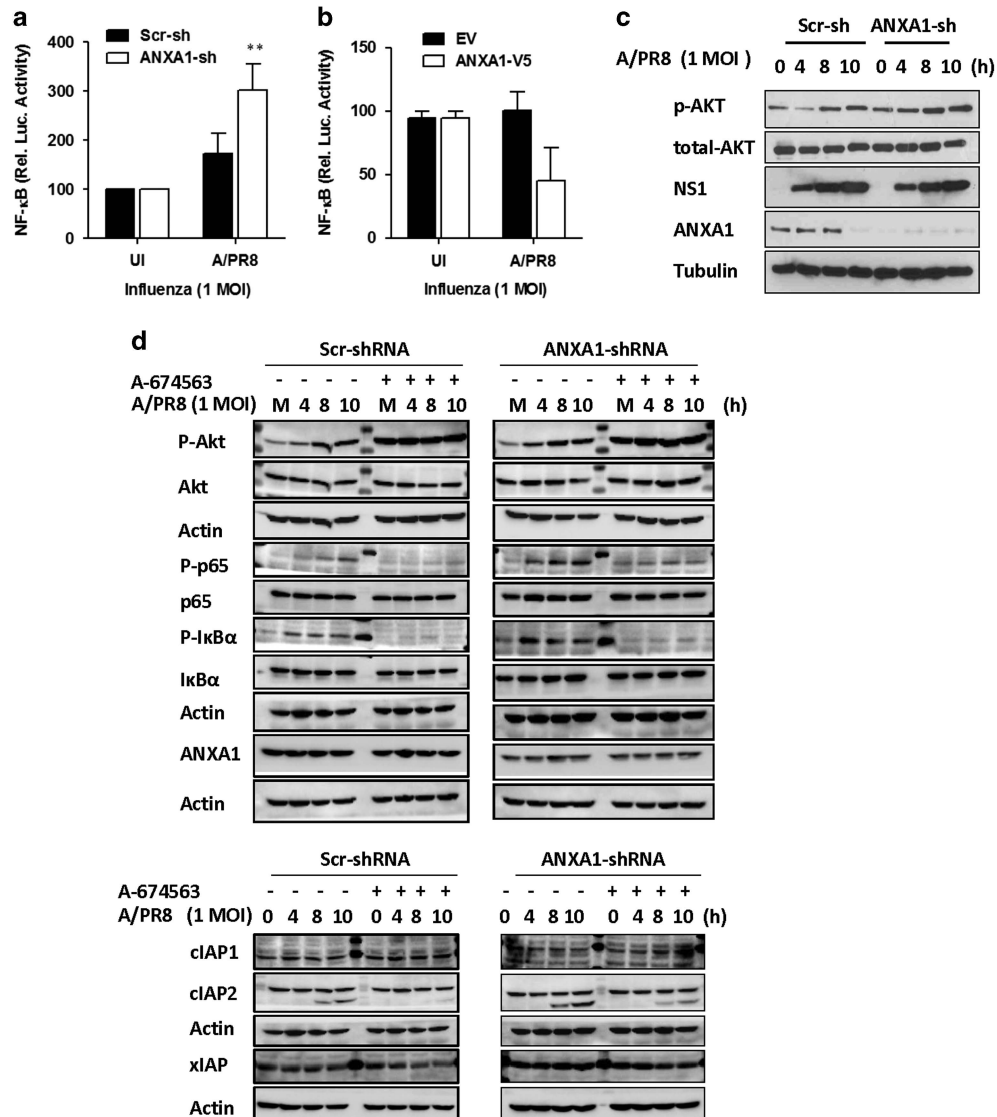 a
Scr-sh
ANXA1-sh
NF-κB (Rel. Luc. Activity)
400
300
200
100
0
**
UI
A/PR8
Influenza (1 MOI)
b
EV
ANXA1-V5
NF-κB (Rel. Luc. Activity)
150
100
50
0
UI
A/PR8
Influenza (1 MOI)
c
Scr-sh ANXA1-sh
A/PR8 (1 MOI ) 0 4 8 10 0 4 8 10 (h)
p-AKT
total-AKT
NS1
ANXA1
Tubulin
d
Scr-shRNA ANXA1-shRNA
A-674563 - - - - + + + + - - - - + + + +
A/PR8 (1 MOI) M 4 8 10 M 4 8 10 M 4 8 10 M 4 8 10 (h)
P-Akt
Akt
Actin
P-p65
p65
P-IκBα
IκBα
Actin
ANXA1
Actin
Scr-shRNA ANXA1-shRNA
A-674563 - - - - + + + + - - - - + + + +
A/PR8 (1 MOI) 0 4 8 10 0 4 8 10 0 4 8 10 0 4 8 10 (h)
cIAP1
cIAP2
Actin
xIAP
Actin